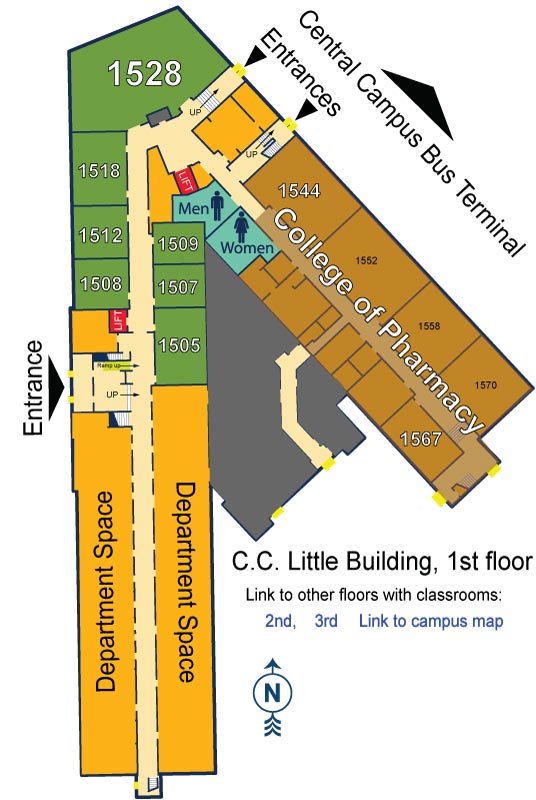 1528
Entrances
Central Campus Bus Terminal
UP
UP
1518
LIFT
Men
Women
1544
College of Pharmacy
1512
1509
1552
1508
1507
LIFT
1558
1505
Entrance
Ramp up
UP
1570
1567
Department Space
Department Space
C.C. Little Building, 1st floor
Link to other floors with classrooms:
2nd, 3rd Link to campus map
N